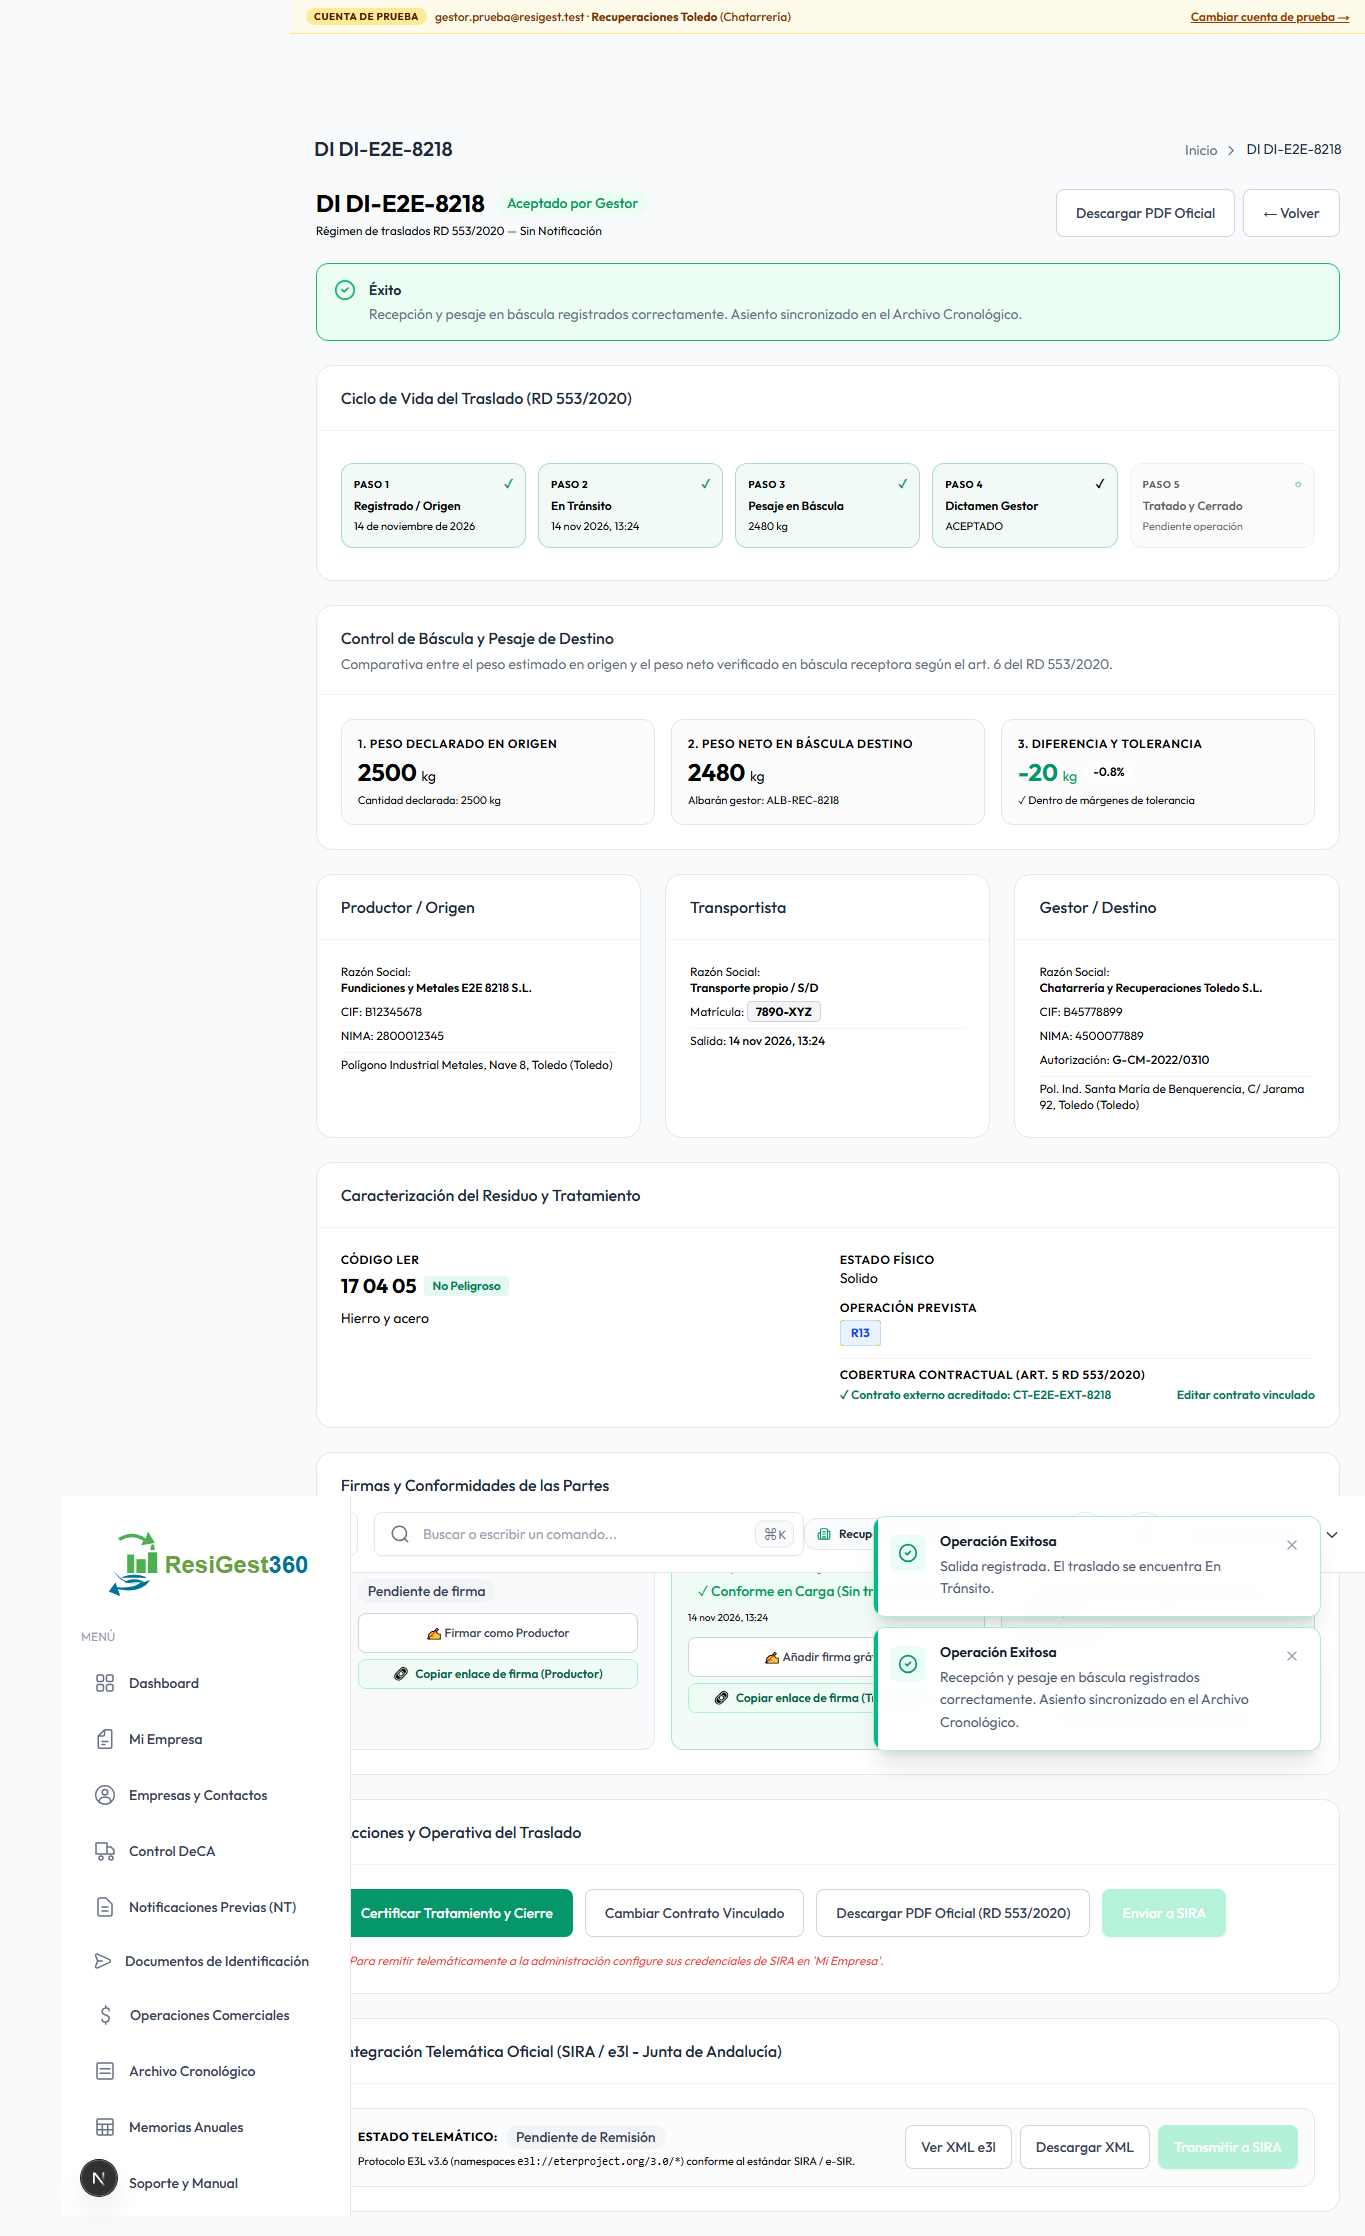 CUENTA DE PRUEBA gestor.prueba@resigest.test · Recuperaciones Toledo (Chatarrería) Cambiar cuenta de prueba →
DI DI-E2E-8218 Inicio > DI DI-E2E-8218
DI DI-E2E-8218 Aceptado por Gestor Descargar PDF Oficial ← Volver
Régimen de traslados RD 553/2020 — Sin Notificación
Éxito
Recepción y pesaje en báscula registrados correctamente. Asiento sincronizado en el Archivo Cronológico.
Ciclo de Vida del Traslado (RD 553/2020)
PASO 1 ✓
Registrado / Origen
14 de noviembre de 2026
PASO 2 ✓
En Tránsito
14 nov 2026, 13:24
PASO 3 ✓
Pesaje en Báscula
2480 kg
PASO 4 ✓
Dictamen Gestor
ACEPTADO
PASO 5 ○
Tratado y Cerrado
Pendiente operación
Control de Báscula y Pesaje de Destino
Comparativa entre el peso estimado en origen y el peso neto verificado en báscula receptora según el art. 6 del RD 553/2020.
1. PESO DECLARADO EN ORIGEN
2500 kg
Cantidad declarada: 2500 kg
2. PESO NETO EN BÁSCULA DESTINO
2480 kg
Albarán gestor: ALB-REC-8218
3. DIFERENCIA Y TOLERANCIA
-20 kg -0.8%
✓ Dentro de márgenes de tolerancia
Productor / Origen
Razón Social:
Fundiciones y Metales E2E 8218 S.L.
CIF: B12345678
NIMA: 2800012345
Polígono Industrial Metales, Nave 8, Toledo (Toledo)
Transportista
Razón Social:
Transporte propio / S/D
Matrícula: 7890-XYZ
Salida: 14 nov 2026, 13:24
Gestor / Destino
Razón Social:
Chatarrería y Recuperaciones Toledo S.L.
CIF: B45778899
NIMA: 4500077889
Autorización: G-CM-2022/0310
Pol. Ind. Santa María de Benquerencia, C/ Jarama
92, Toledo (Toledo)
Caracterización del Residuo y Tratamiento
CÓDIGO LER
17 04 05 No Peligroso
Hierro y acero
ESTADO FÍSICO
Solido
OPERACIÓN PREVISTA
R13
COBERTURA CONTRACTUAL (ART. 5 RD 553/2020)
✓ Contrato externo acreditado: CT-E2E-EXT-8218 Editar contrato vinculado
Firmas y Conformidades de las Partes
Buscar o escribir un comando... ⌘K Recup
Pendiente de firma
✍ Firmar como Productor
Copiar enlace de firma (Productor)
✓ Conforme en Carga (Sin tr
14 nov 2026, 13:24
✍ Añadir firma grá
Copiar enlace de firma (Tr
Operación Exitosa
Salida registrada. El traslado se encuentra En
Tránsito.
Operación Exitosa
Recepción y pesaje en báscula registrados
correctamente. Asiento sincronizado en el Archivo
Cronológico.
ResiGest360
MENÚ
Dashboard
Mi Empresa
Empresas y Contactos
Control DeCA
Notificaciones Previas (NT)
Documentos de Identificación
Operaciones Comerciales
Archivo Cronológico
Memorias Anuales
N
Soporte y Manual
cciones y Operativa del Traslado
Certificar Tratamiento y Cierre Cambiar Contrato Vinculado Descargar PDF Oficial (RD 553/2020) Enviar a SIRA
Para remitir telemáticamente a la administración configure sus credenciales de SIRA en 'Mi Empresa'.
ntegración Telemática Oficial (SIRA / e3l - Junta de Andalucía)
ESTADO TELEMÁTICO: Pendiente de Remisión
Protocolo E3L v3.6 (namespaces e3l://eterproject.org/3.0/*) conforme al estándar SIRA / e-SIR.
Ver XML e3l Descargar XML Transmitir a SIRA